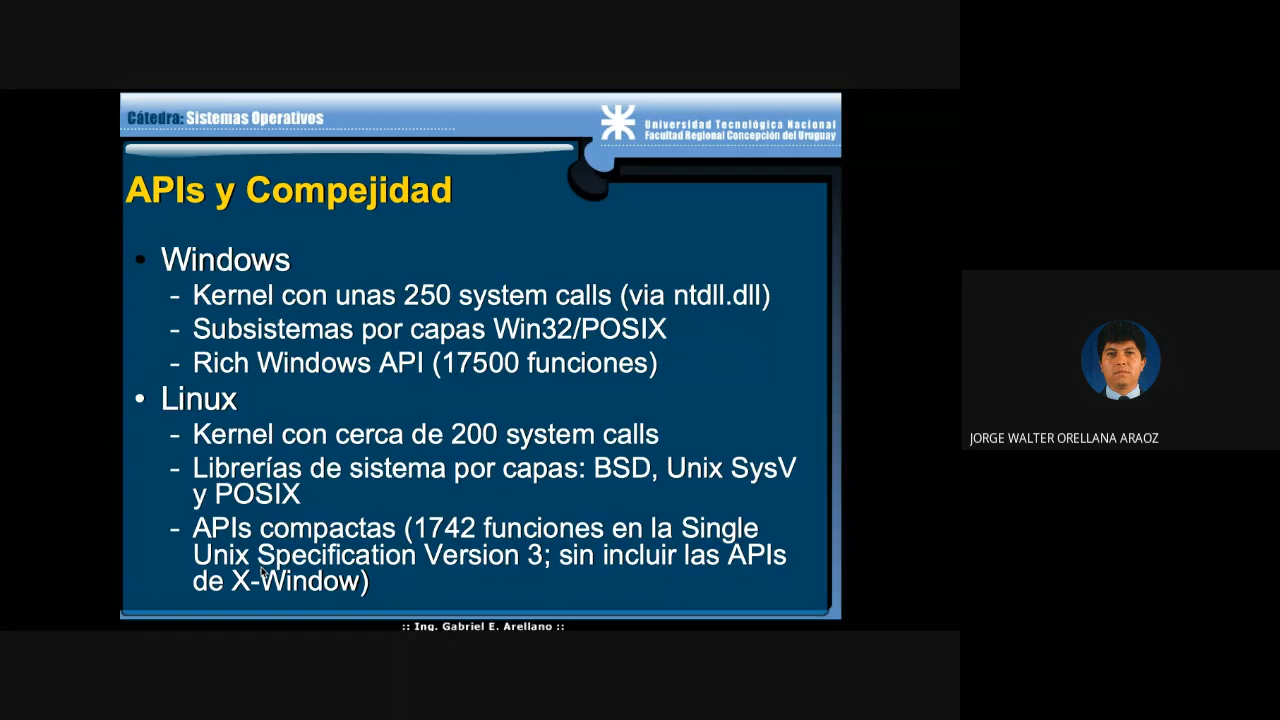 Cátedra: Sistemas Operativos
Universidad Tecnológica Nacional
Facultad Regional Concepción del Uruguay
APIs y Compejidad
• Windows
- Kernel con unas 250 system calls (via ntdll.dll)
- Subsistemas por capas Win32/POSIX
- Rich Windows API (17500 funciones)
• Linux
- Kernel con cerca de 200 system calls
- Librerías de sistema por capas: BSD, Unix SysV
y POSIX
- APIs compactas (1742 funciones en la Single
Unix Specification Version 3; sin incluir las APIs
de X-Window)
:: Ing. Gabriel E. Arellano ::
JORGE WALTER ORELLANA ARAOZ